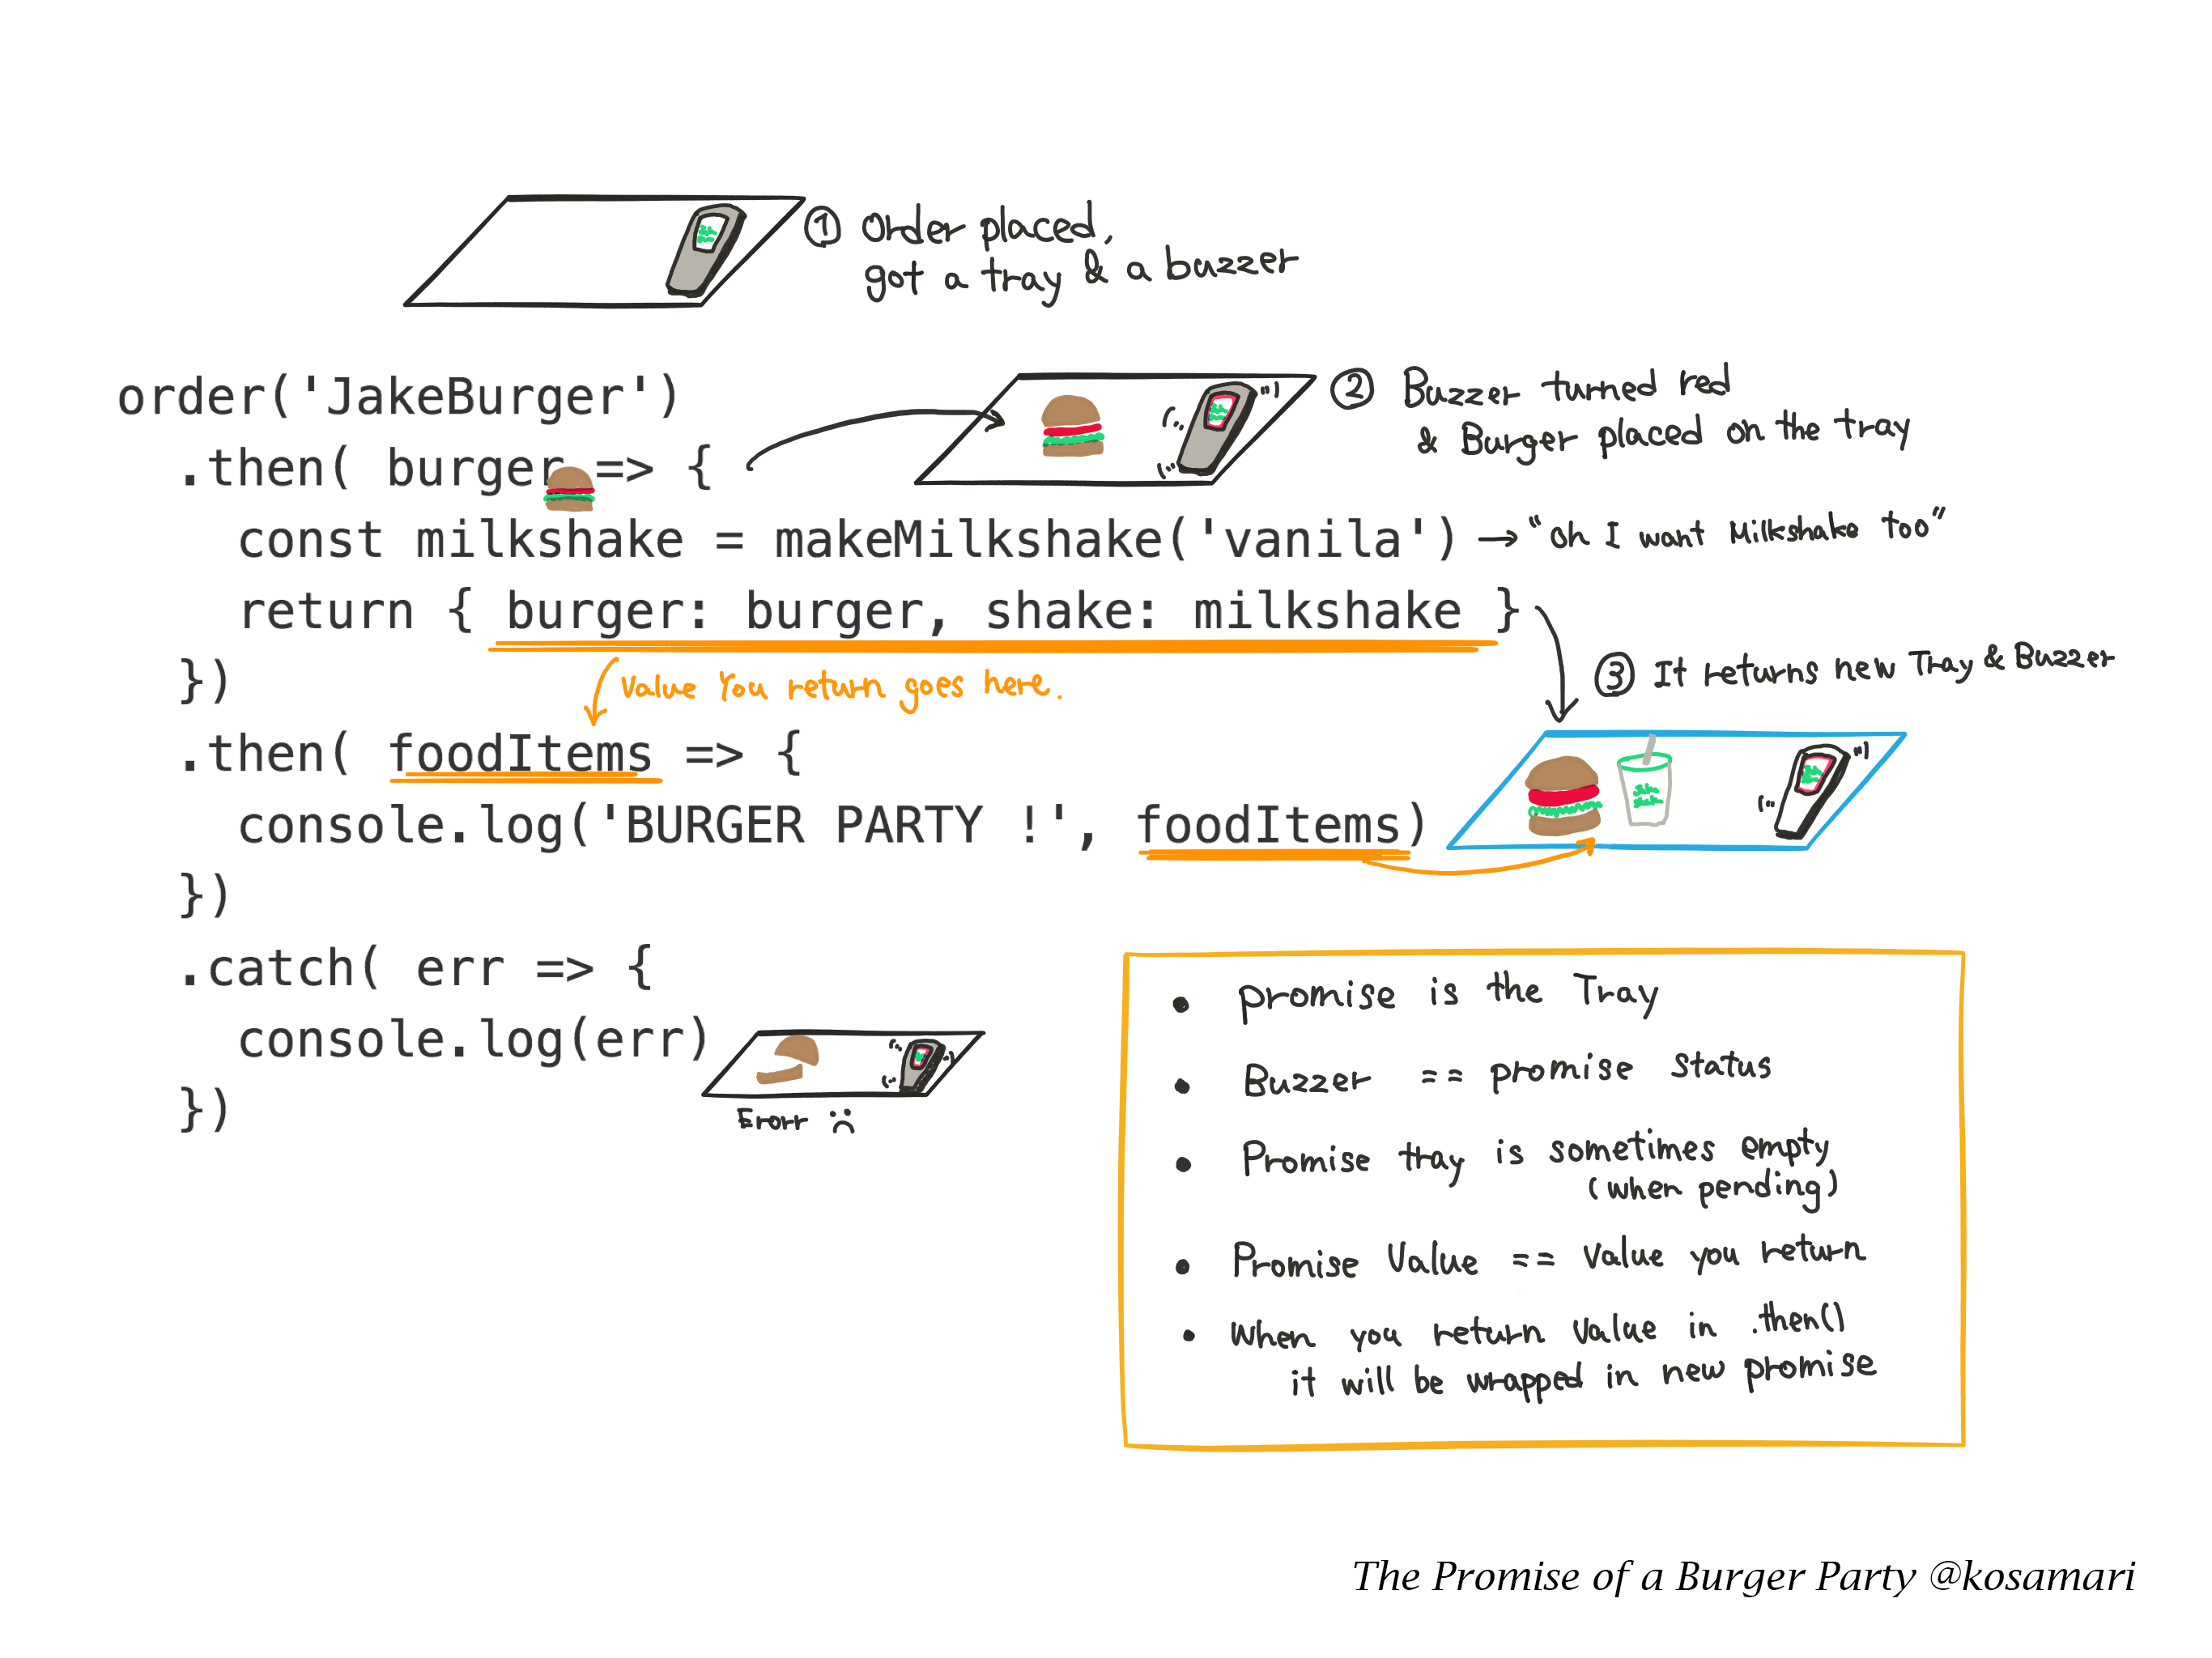 ① Order placed,
got a tray & a buzzer
order('JakeBurger')
.then( burger => {
② Buzzer turned red
& Burger placed on the tray
const milkshake = makeMilkshake('vanila') → "oh I want Milkshake too"
return { burger: burger, shake: milkshake }
③ It returns new Tray & Buzzer
})
Value You return goes here.
.then( foodItems => {
console.log('BURGER PARTY !', foodItems)
})
.catch( err => {
console.log(err)
})
Erorr :(
• promise is the Tray
• Buzzer == promise status
• Promise tray is sometimes empty
(when pending)
• Promise Value == Value you return
• When you return Value in .then()
it will be wrapped in new promise
The Promise of a Burger Party @kosamari